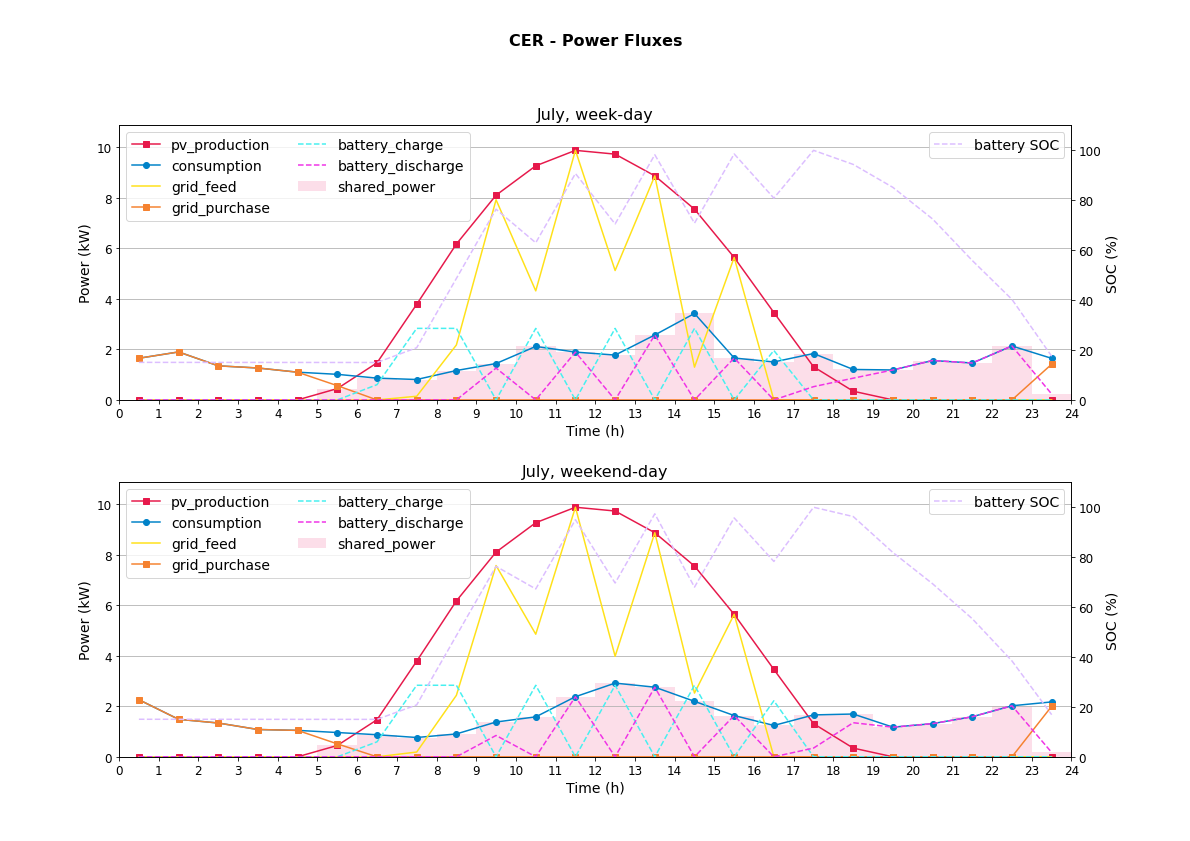 CER - Power Fluxes
July, week-day
pv_production
consumption
grid_feed
grid_purchase
battery_charge
battery_discharge
shared_power
battery SOC
10
8
6
4
2
0
Power (kW)
100
80
60
40
20
0
SOC (%)
0 1 2 3 4 5 6 7 8 9 10 11 12 13 14 15 16 17 18 19 20 21 22 23 24
Time (h)
July, weekend-day
pv_production
consumption
grid_feed
grid_purchase
battery_charge
battery_discharge
shared_power
battery SOC
10
8
6
4
2
0
Power (kW)
100
80
60
40
20
0
SOC (%)
0 1 2 3 4 5 6 7 8 9 10 11 12 13 14 15 16 17 18 19 20 21 22 23 24
Time (h)